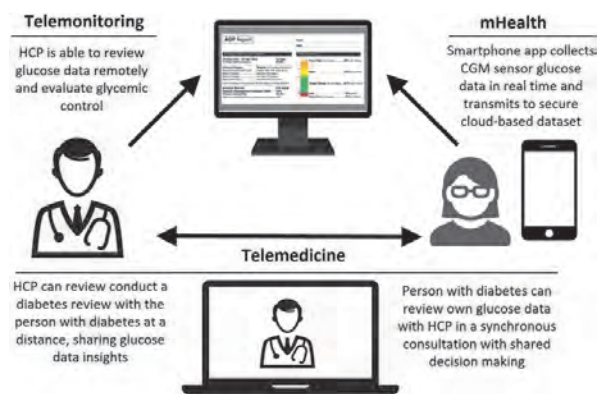 Telemonitoring
HCP is able to review
glucose data remotely
and evaluate glycemic
control
AGP Report
mHealth
Smartphone app collects
CGM sensor glucose
data in real time and
transmits to secure
cloud-based dataset
Telemedicine
HCP can review conduct a
diabetes review with the
person with diabetes at a
distance, sharing glucose
data insights
Person with diabetes can
review own glucose data
with HCP in a synchronous
consultation with shared
decision making